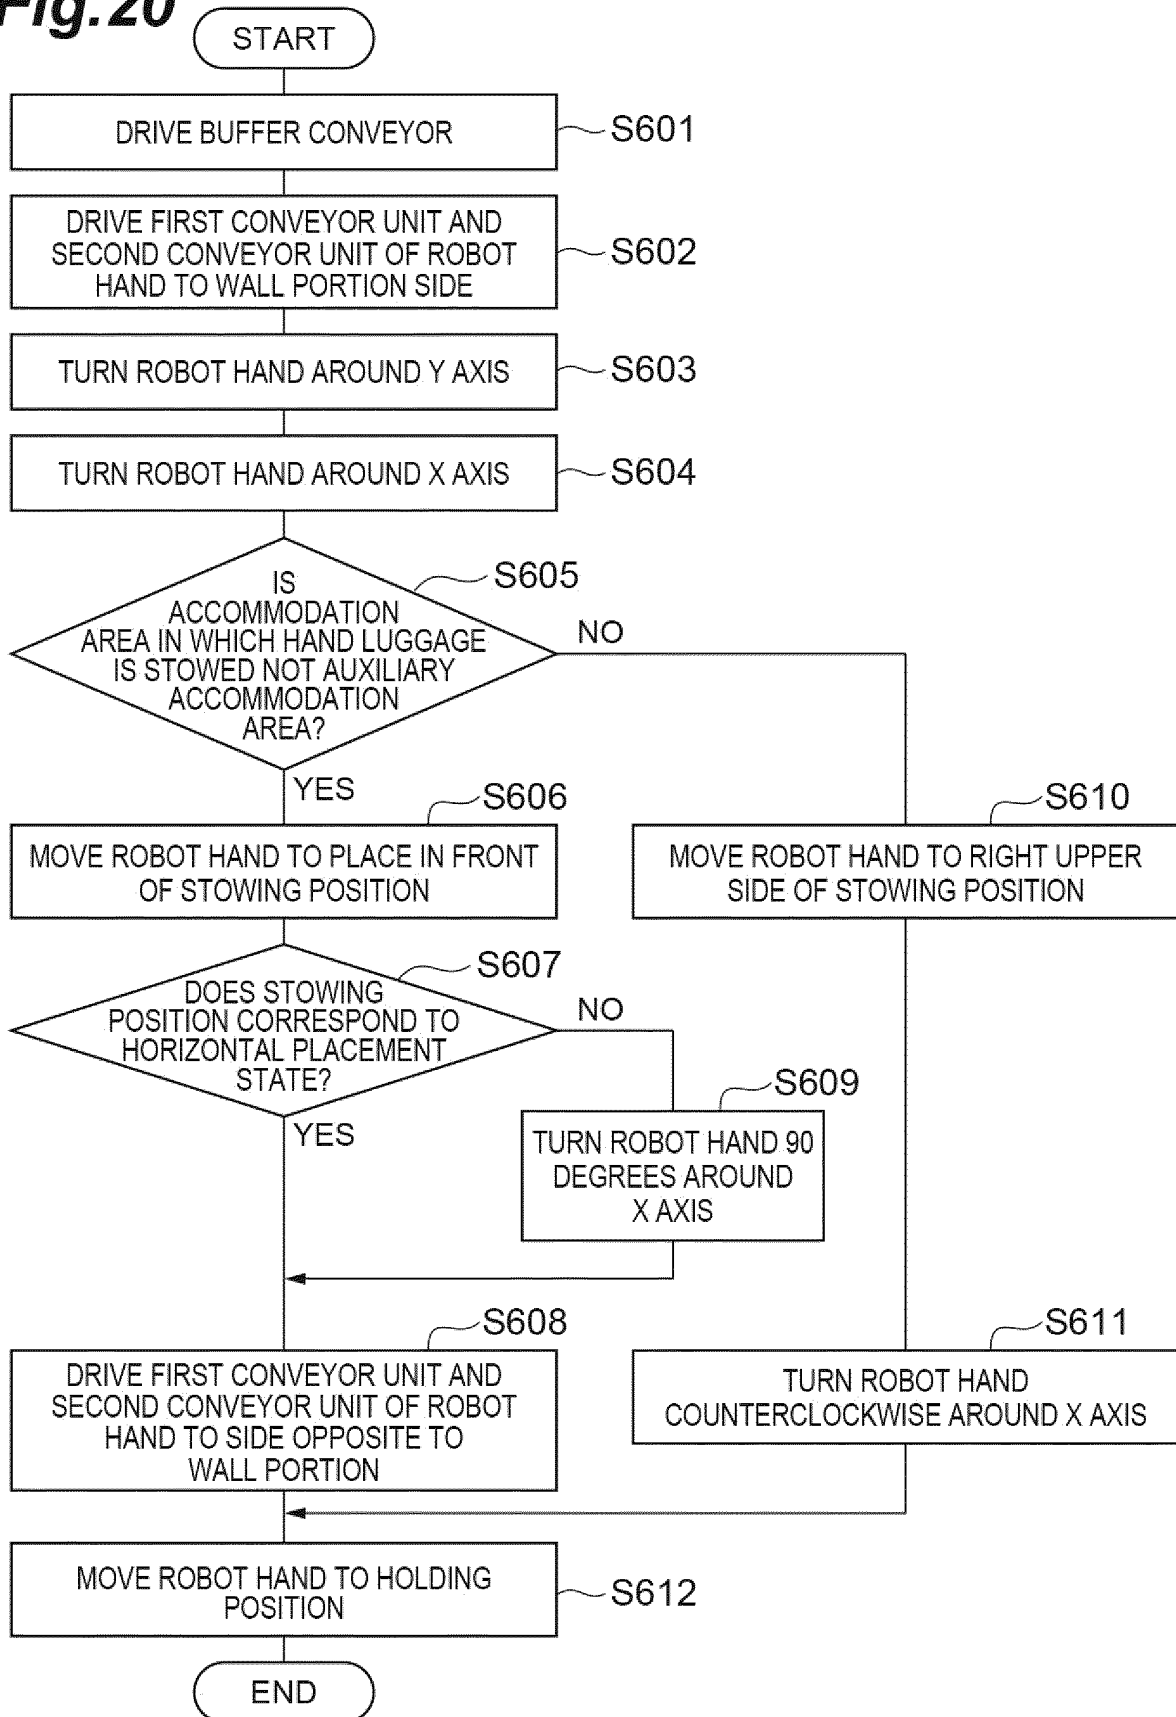 Fig.20
START
DRIVE BUFFER CONVEYOR
S601
DRIVE FIRST CONVEYOR UNIT AND
SECOND CONVEYOR UNIT OF ROBOT
HAND TO WALL PORTION SIDE
S602
TURN ROBOT HAND AROUND Y AXIS
S603
TURN ROBOT HAND AROUND X AXIS
S604
IS
ACCOMMODATION
AREA IN WHICH HAND LUGGAGE
IS STOWED NOT AUXILIARY
ACCOMMODATION
AREA?
S605
NO
YES
S606
MOVE ROBOT HAND TO PLACE IN FRONT
OF STOWING POSITION
S610
MOVE ROBOT HAND TO RIGHT UPPER
SIDE OF STOWING POSITION
S607
DOES STOWING
POSITION CORRESPOND TO
HORIZONTAL PLACEMENT
STATE?
NO
YES
S609
TURN ROBOT HAND 90
DEGREES AROUND
X AXIS
S608
DRIVE FIRST CONVEYOR UNIT AND
SECOND CONVEYOR UNIT OF ROBOT
HAND TO SIDE OPPOSITE TO
WALL PORTION
S611
TURN ROBOT HAND
COUNTERCLOCKWISE AROUND X AXIS
MOVE ROBOT HAND TO HOLDING
POSITION
S612
END